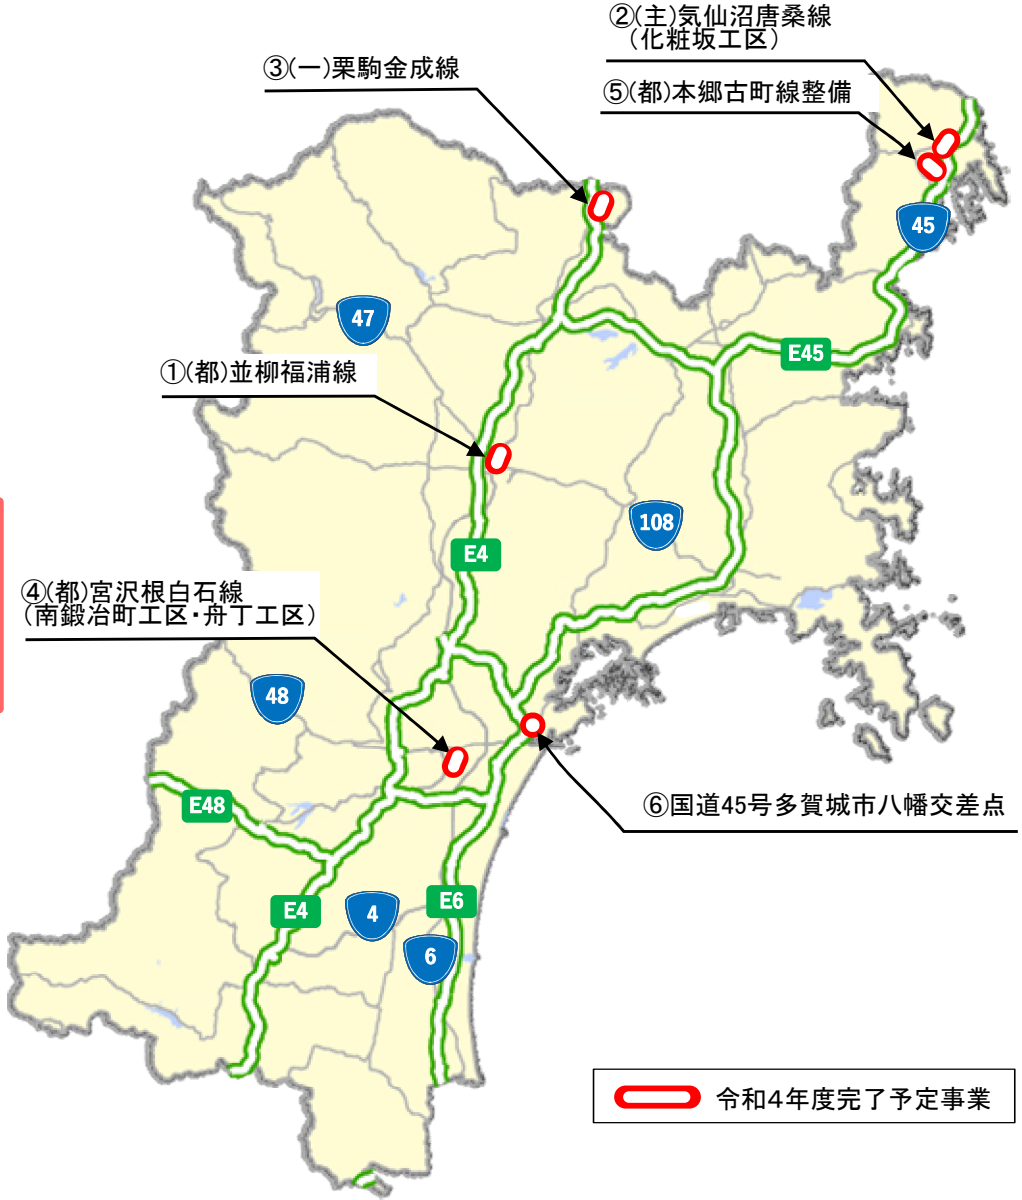 ②(主)気仙沼唐桑線
(化粧坂工区)
③(一)栗駒金成線
⑤(都)本郷古町線整備
45
47
E45
①(都)並柳福浦線
108
E4
④(都)宮沢根白石線
(南鍛冶町工区・舟丁工区)
48
E48
⑥国道45号多賀城市八幡交差点
E4
4
E6
6
令和4年度完了予定事業